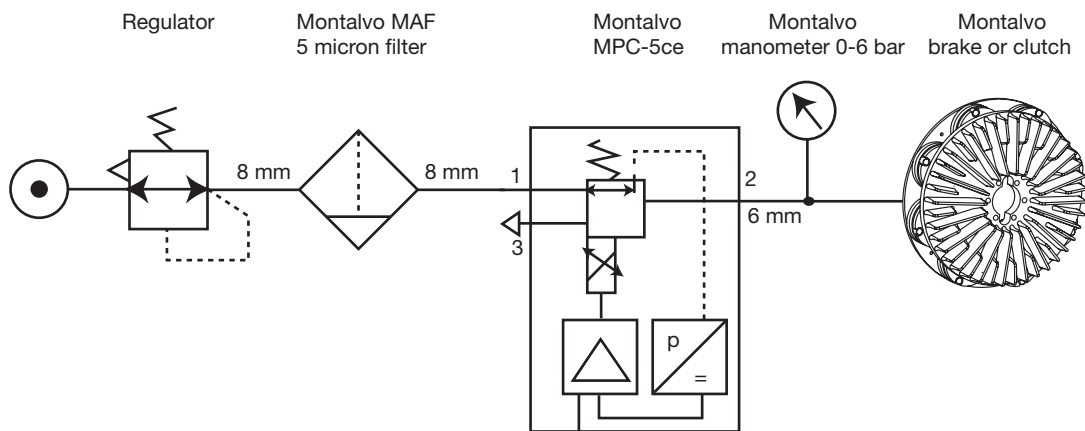 Regulator
Montalvo MAF
5 micron filter
Montalvo
MPC-5ce
Montalvo
manometer 0-6 bar
Montalvo
brake or clutch
8 mm
8 mm
1
2
6 mm
3
p
=